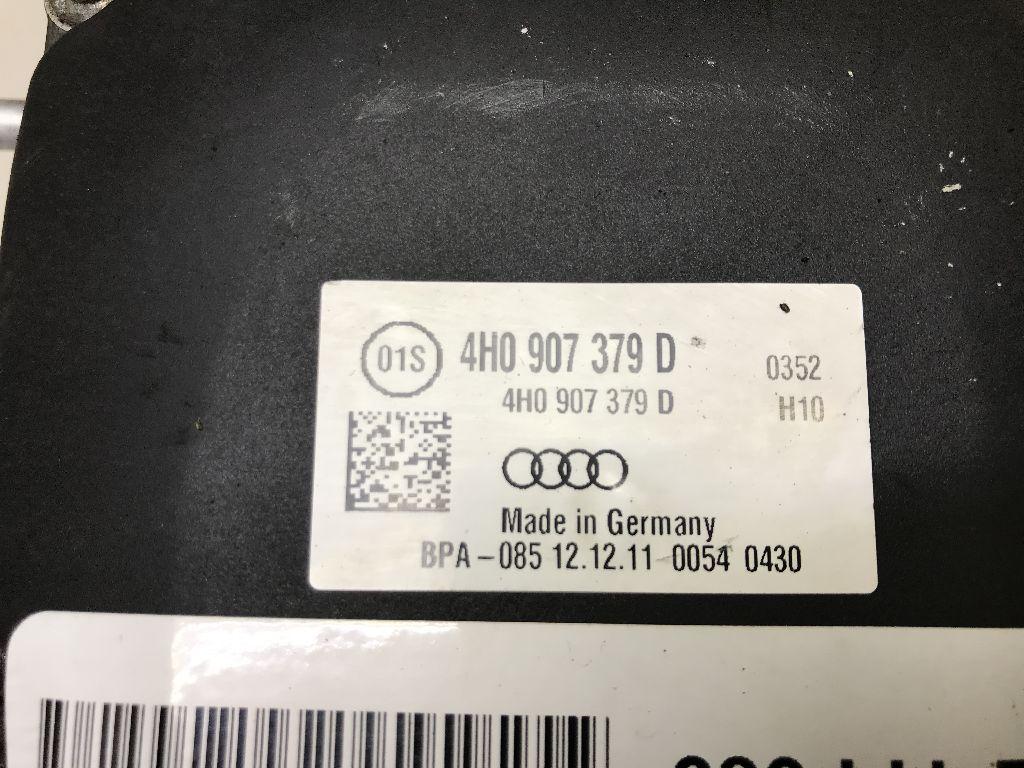 01S
4H0 907 379 D
0352
4H0 907 379 D
H10
Made in Germany
BPA-085 12.12.11 0054 0430